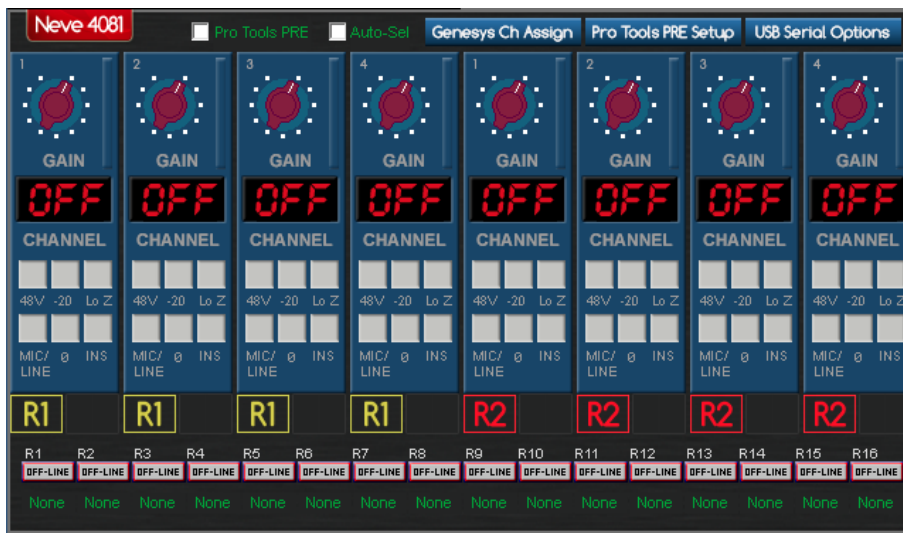 Neve 4081 Pro Tools PRE Auto-Sel Genesys Ch Assign Pro Tools PRE Setup USB Serial Options
1 2 3 4 1 2 3 4
GAIN GAIN GAIN GAIN GAIN GAIN GAIN GAIN
OFF OFF OFF OFF OFF OFF OFF OFF
CHANNEL CHANNEL CHANNEL CHANNEL CHANNEL CHANNEL CHANNEL CHANNEL
48V -20 Lo Z 48V -20 Lo Z 48V -20 Lo Z 48V -20 Lo Z 48V -20 Lo Z 48V -20 Lo Z 48V -20 Lo Z 48V -20 Lo Z
MIC/ ø INS MIC/ ø INS MIC/ ø INS MIC/ ø INS MIC/ ø INS MIC/ ø INS MIC/ ø INS MIC/ ø INS
LINE LINE LINE LINE LINE LINE LINE LINE
R1 R1 R1 R1 R2 R2 R2 R2
R1 R2 R3 R4 R5 R6 R7 R8 R9 R10 R11 R12 R13 R14 R15 R16
OFF-LINE OFF-LINE OFF-LINE OFF-LINE OFF-LINE OFF-LINE OFF-LINE OFF-LINE OFF-LINE OFF-LINE OFF-LINE OFF-LINE OFF-LINE OFF-LINE OFF-LINE OFF-LINE
None None None None None None None None None None None None None None None None